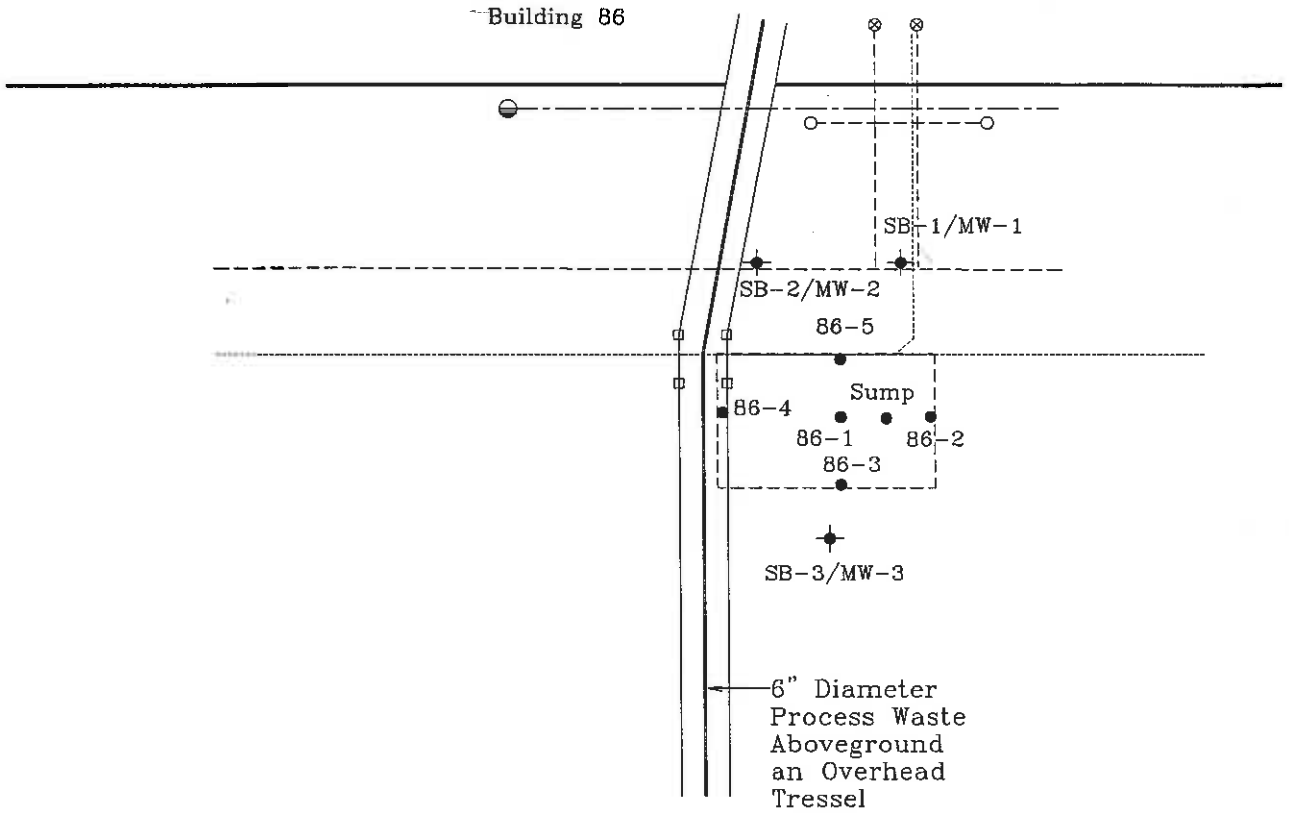 Building 86
SB-1/MW-1
SB-2/MW-2
86-5
Sump
86-4
86-1
86-2
86-3
SB-3/MW-3
6" Diameter
Process Waste
Aboveground
an Overhead
Tressel